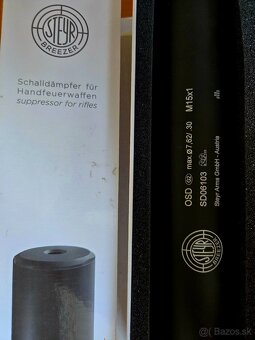 STEYR
BREEZER
Schalldämpfer für
Handfeuerwaffen
suppressor for rifles
OSD max.ø7,62/.30 M15x1
SD06103
Steyr Arms GmbH - Austria
STEYR
BREEZER
bazos.sk